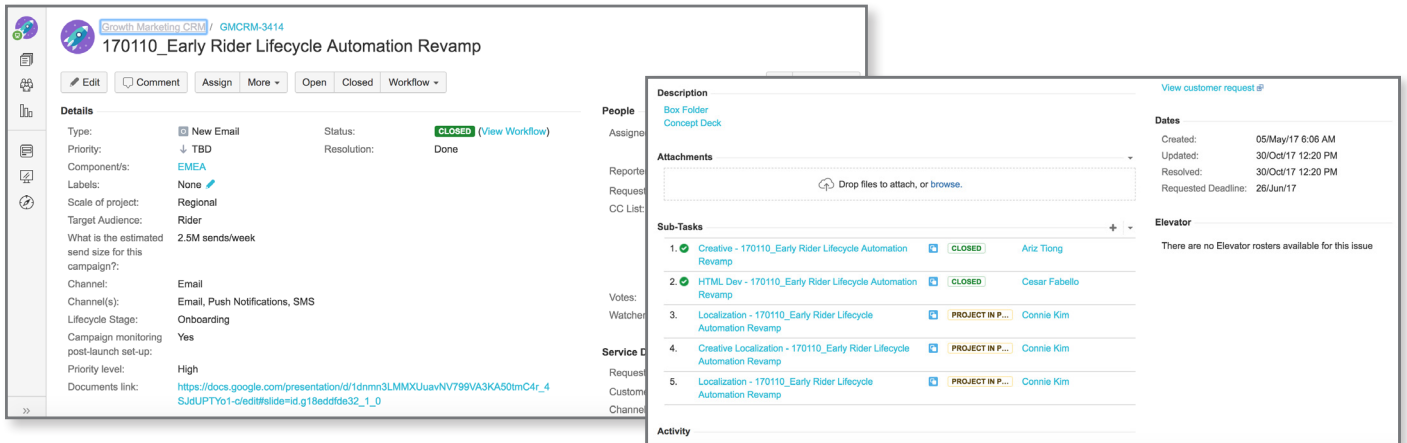 Growth Marketing CRM / GMCRM-3414
170110_Early Rider Lifecycle Automation Revamp
Edit Comment Assign More Open Closed Workflow
Details
Type: New Email Status: CLOSED (View Workflow)
Priority: TBD Resolution: Done
Component/s: EMEA
Labels: None
Scale of project: Regional
Target Audience: Rider
What is the estimated 2.5M sends/week
send size for this
campaign?:
Channel: Email
Channel(s): Email, Push Notifications, SMS
Lifecycle Stage: Onboarding
Campaign monitoring Yes
post-launch set-up:
Priority level: High
Documents link: https://docs.google.com/presentation/d/1dnmn3LMMXUuavNV799VA3KA50tmC4r_4
SJdUPTYo1-c/edit#slide=id.g18eddfde32_1_0
People
Assigne
Reporte
Request
CC List:
Votes:
Watcher
Service D
Request
Custome
Channel
Description
Box Folder
Concept Deck
Attachments
Drop files to attach, or browse.
Sub-Tasks
1. Creative - 170110_Early Rider Lifecycle Automation CLOSED Ariz Tiong
Revamp
2. HTML Dev - 170110_Early Rider Lifecycle Automation CLOSED Cesar Fabello
Revamp
3. Localization - 170110_Early Rider Lifecycle PROJECT IN P... Connie Kim
Automation Revamp
4. Creative Localization - 170110_Early Rider Lifecycle PROJECT IN P... Connie Kim
Automation Revamp
5. Localization - 170110_Early Rider Lifecycle PROJECT IN P... Connie Kim
Automation Revamp
Activity
View customer request
Dates
Created: 05/May/17 6:06 AM
Updated: 30/Oct/17 12:20 PM
Resolved: 30/Oct/17 12:20 PM
Requested Deadline: 26/Jun/17
Elevator
There are no Elevator rosters available for this issue